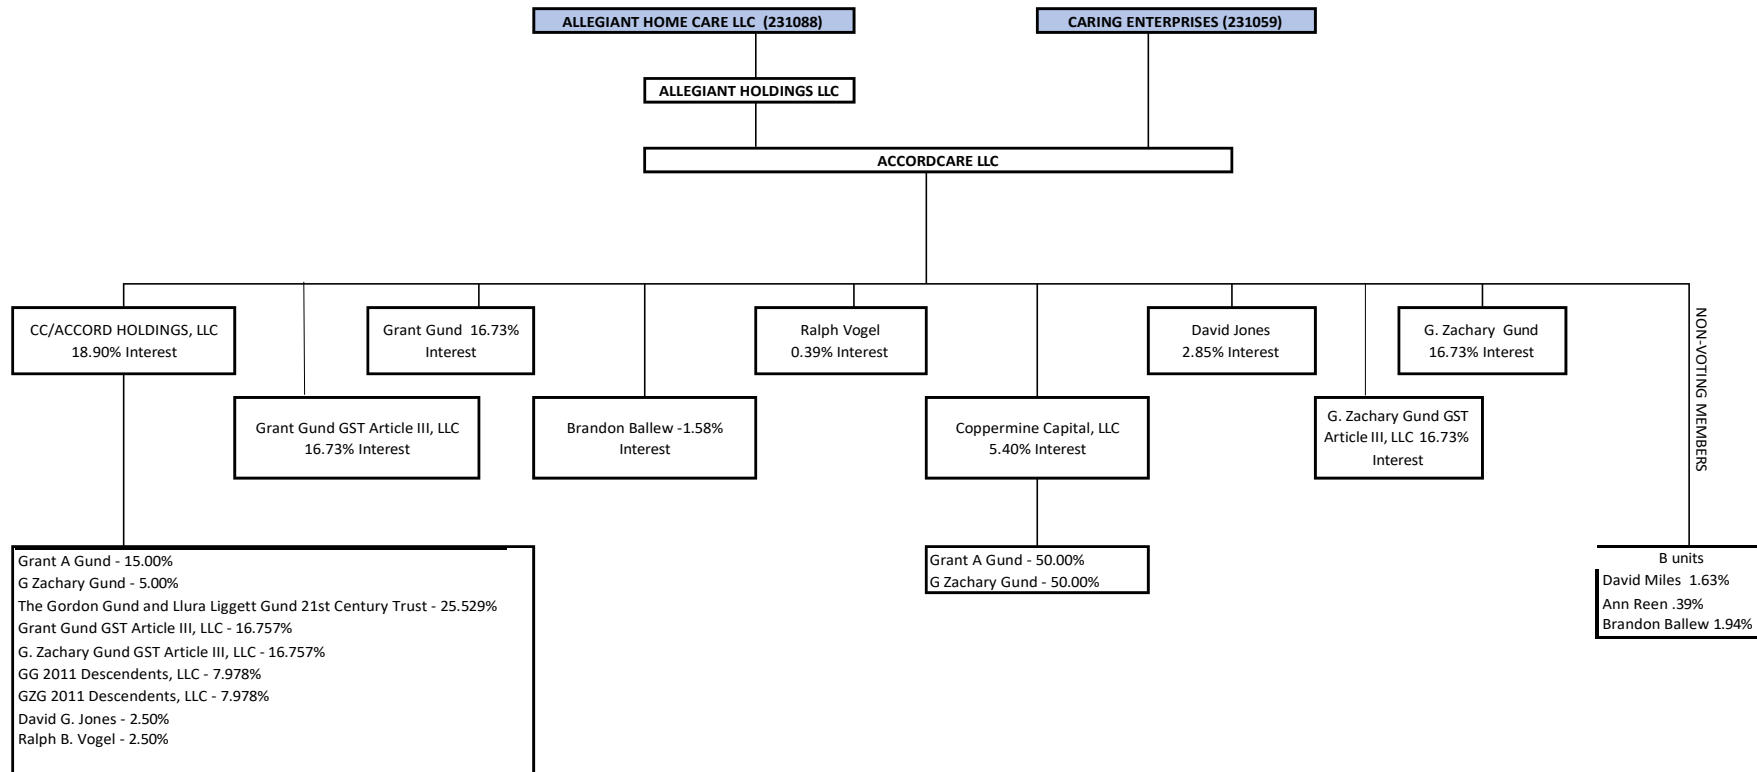 ALLEGIANT HOME CARE LLC (231088)
CARING ENTERPRISES (231059)
ALLEGIANT HOLDINGS LLC
ACCORDCARE LLC
CC/ACCORD HOLDINGS, LLC
18.90% Interest
Grant Gund 16.73%
Interest
Ralph Vogel
0.39% Interest
David Jones
2.85% Interest
G. Zachary Gund
16.73% Interest
NON-VOTING MEMBERS
Grant Gund GST Article III, LLC
16.73% Interest
Brandon Ballew -1.58%
Interest
Coppermine Capital, LLC
5.40% Interest
G. Zachary Gund GST
Article III, LLC 16.73%
Interest
Grant A Gund - 15.00%
G Zachary Gund - 5.00%
The Gordon Gund and Llura Liggett Gund 21st Century Trust - 25.529%
Grant Gund GST Article III, LLC - 16.757%
G. Zachary Gund GST Article III, LLC - 16.757%
GG 2011 Descendents, LLC - 7.978%
GZG 2011 Descendents, LLC - 7.978%
David G. Jones - 2.50%
Ralph B. Vogel - 2.50%
Grant A Gund - 50.00%
G Zachary Gund - 50.00%
B units
David Miles 1.63%
Ann Reen .39%
Brandon Ballew 1.94%